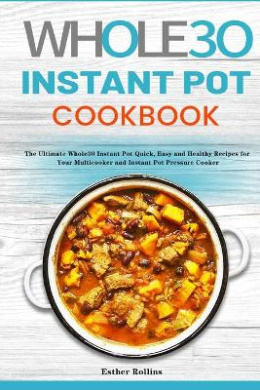 WHOLE30
INSTANT POT
COOKBOOK
The Ultimate Whole30 Instant Pot Quick, Easy and Healthy Recipes for
Your Multicooker and Instant Pot Pressure Cooker
Esther Rollins